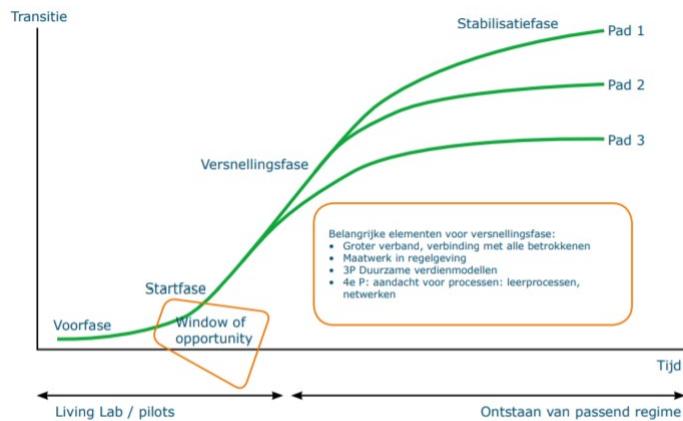 Transitie
Stabilisatiefase
Pad 1
Pad 2
Pad 3
Versnellingsfase
Belangrijke elementen voor versnellingsfase:
• Groter verband, verbinding met alle betrokkenen
• Maatwerk in regelgeving
• 3P Duurzame verdienmodellen
• 4e P: aandacht voor processen: leerprocessen,
netwerken
Startfase
Voorfase
Window of
opportunity
Tijd
Living Lab / pilots
Ontstaan van passend regime